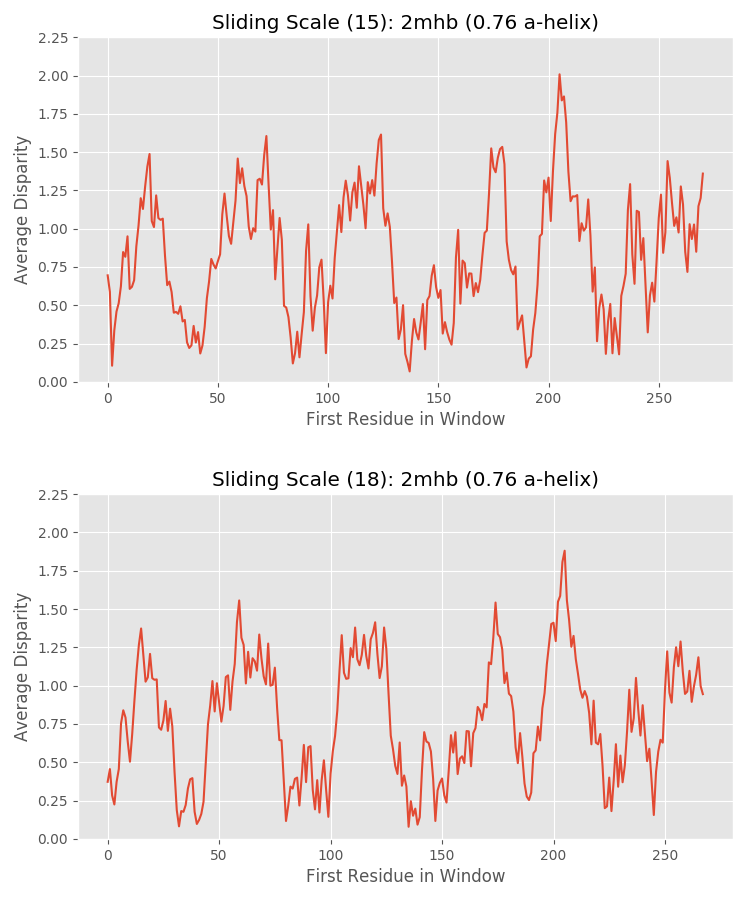 Sliding Scale (15): 2mhb (0.76 a-helix)
2.25
2.00
1.75
1.50
1.25
1.00
0.75
0.50
0.25
0.00
Average Disparity
0 50 100 150 200 250
First Residue in Window
Sliding Scale (18): 2mhb (0.76 a-helix)
2.25
2.00
1.75
1.50
1.25
1.00
0.75
0.50
0.25
0.00
Average Disparity
0 50 100 150 200 250
First Residue in Window